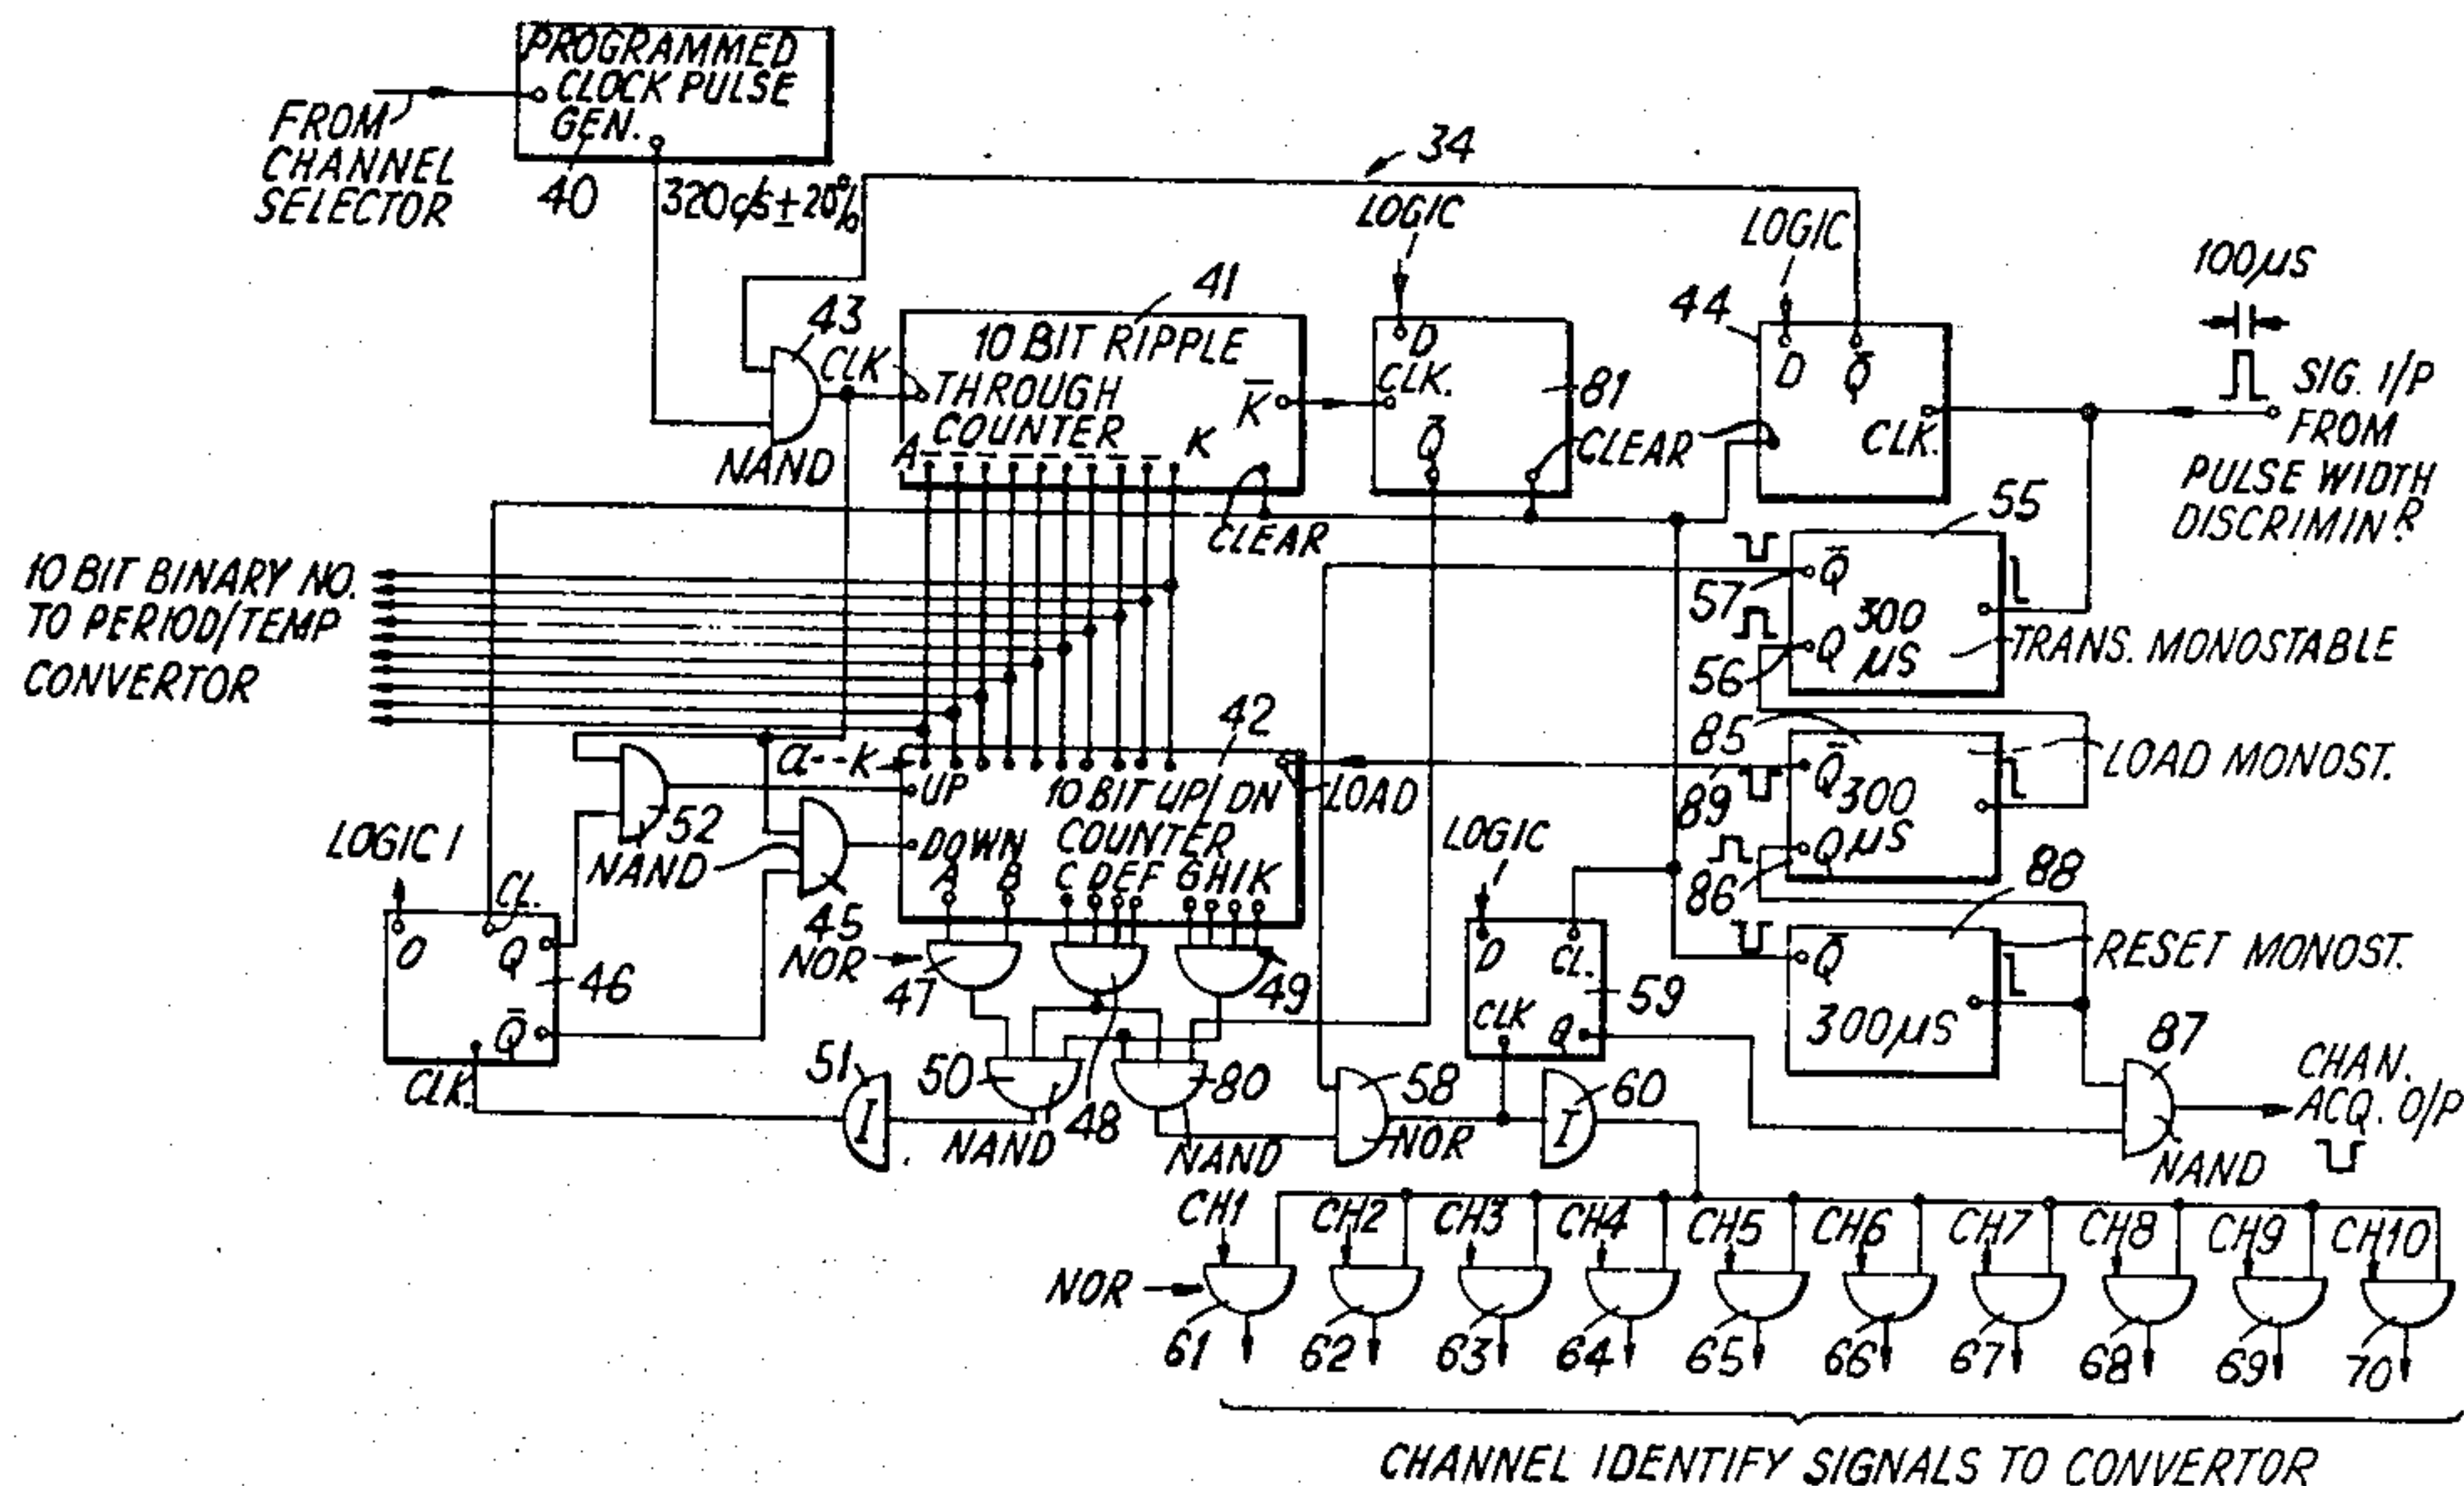 PROGRAMMED
CLOCK PULSE
GEN.
FROM
CHANNEL
SELECTOR
40
320c/s±20%
34
LOGIC
1
LOGIC
1
100μS
43
41
44
CLK
10 BIT RIPPLE
THROUGH
COUNTER
K̅
A
K
D
CLK.
Q̅
81
D
Q̅
CLK.
SIG. I/P
FROM
PULSE WIDTH
DISCRIMINR.
NAND
CLEAR
CLEAR
55
10 BIT BINARY NO.
TO PERIOD/TEMP
CONVERTOR
57
Q̅
300
μS
Q
56
TRANS. MONOSTABLE
42
a--K
UP
10 BIT UP/DN
COUNTER
LOAD
DOWN
A B C D E F G H I K
85
Q̅
300
μS
Q
89
86
LOAD MONOST.
52
NAND
45
LOGIC 1
CL.
D
Q
Q̅
46
CLK.
LOGIC
1
D
CL.
CLK
Q
59
88
Q̅
300μS
RESET MONOST.
NOR
47
49
51
I
50
NAND
48
80
NAND
58
NOR
60
I
87
NAND
CHAN.
ACQ. O/P
CH1 CH2 CH3 CH4 CH5 CH6 CH7 CH8 CH9 CH10
NOR
61 62 63 64 65 66 67 68 69 70
CHANNEL IDENTIFY SIGNALS TO CONVERTOR